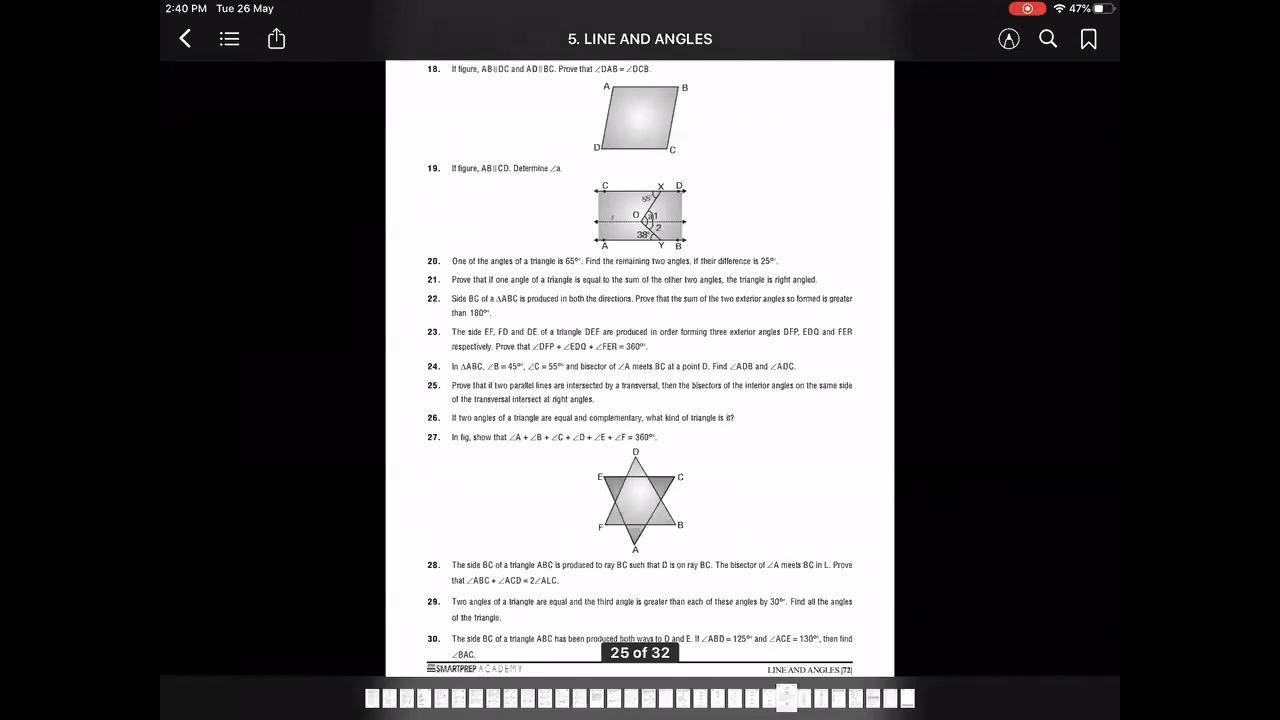 2:40 PM Tue 26 May
47%
5. LINE AND ANGLES
18. If figure, AB||DC and AD||BC. Prove that ∠DAB = ∠DCB.
A B
D C
19. If figure, AB||CD. Determine ∠a.
C X D
55°
O a 1
2
38°
A Y B
20. One of the angles of a triangle is 65°. Find the remaining two angles, if their difference is 25°.
21. Prove that if one angle of a triangle is equal to the sum of the other two angles, the triangle is right angled.
22. Side BC of a ΔABC is produced in both the directions. Prove that the sum of the two exterior angles so formed is greater
than 180°.
23. The side EF, FD and DE of a triangle DEF are produced in order forming three exterior angles DFP, EDQ and FER
respectively. Prove that ∠DFP + ∠EDQ + ∠FER = 360°.
24. In ΔABC, ∠B = 45°, ∠C = 55° and bisector of ∠A meets BC at a point D. Find ∠ADB and ∠ADC.
25. Prove that if two parallel lines are intersected by a transversal, then the bisectors of the interior angles on the same side
of the transversal intersect at right angles.
26. If two angles of a triangle are equal and complementary, what kind of triangle is it?
27. In fig, show that ∠A + ∠B + ∠C + ∠D + ∠E + ∠F = 360°.
D
E C
F B
A
28. The side BC of a triangle ABC is produced to ray BC such that D is on ray BC. The bisector of ∠A meets BC in L. Prove
that ∠ABC + ∠ACD = 2∠ALC.
29. Two angles of a triangle are equal and the third angle is greater than each of these angles by 30°. Find all the angles
of the triangle.
30. The side BC of a triangle ABC has been produced both ways to D and E. If ∠ABD = 125° and ∠ACE = 130°, then find
∠BAC.
25 of 32
SMARTPREP ACADEMY LINE AND ANGLES |72|